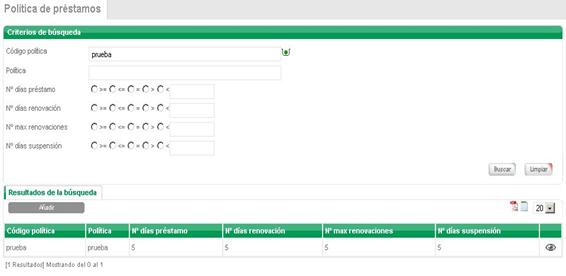 Política de préstamos
Criterios de búsqueda
Código política prueba
Política
Nº días préstamo >= <= = > <
Nº días renovación >= <= = > <
Nº max renovaciones >= <= = > <
Nº días suspensión >= <= = > <
Buscar Limpiar
Resultados de la búsqueda
Añadir 20
Código política Política Nº días préstamo Nº días renovación Nº max renovaciones Nº días suspensión
prueba prueba 5 5 5 5
[1 Resultados] Mostrando del 0 al 1